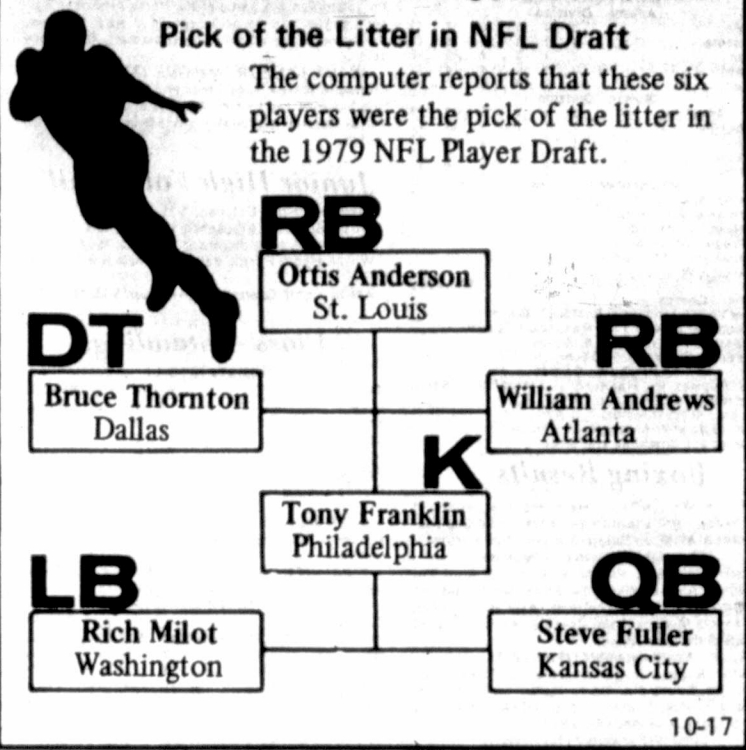 Pick of the Litter in NFL Draft
The computer reports that these six
players were the pick of the litter in
the 1979 NFL Player Draft.
RB
Ottis Anderson
St. Louis
DT
Bruce Thornton
Dallas
RB
William Andrews
Atlanta
K
Tony Franklin
Philadelphia
LB
Rich Milot
Washington
QB
Steve Fuller
Kansas City
10-17